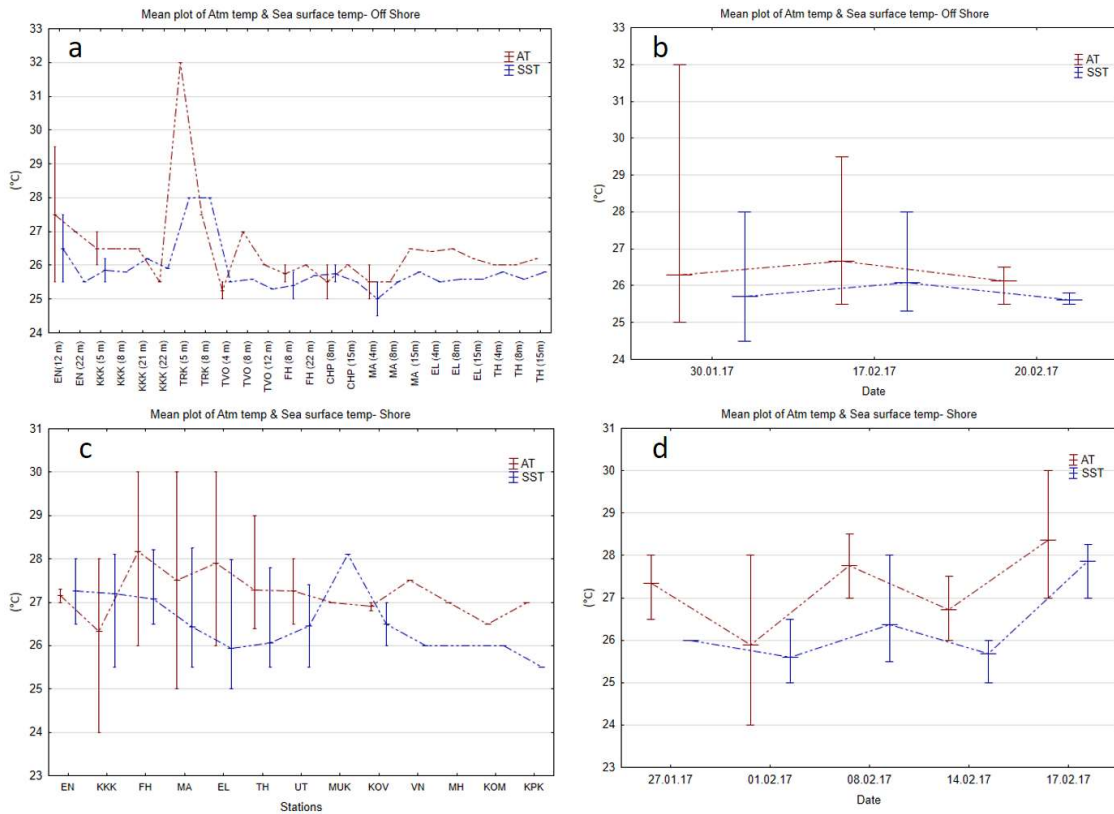 Mean plot of Atm temp & Sea surface temp- Off Shore
a
AT
SST
33
32
31
30
29
28
27
26
25
24
(°C)
EN(12 m)
EN (22 m)
KKK (5 m)
KKK (8 m)
KKK (21 m)
KKK (22 m)
TRK (5 m)
TRK (8 m)
TVO (4 m)
TVO (8 m)
TVO (12 m)
FH (8 m)
FH (22 m)
CHP (8 m)
CHP (15m)
MA (4m)
MA (8m)
MA (15m)
EL (4m)
EL (8m)
EL (15m)
TH (4m)
TH (8m)
TH (15m)
Mean plot of Atm temp & Sea surface temp- Off Shore
b
AT
SST
33
32
31
30
29
28
27
26
25
24
(°C)
30.01.17 17.02.17 20.02.17
Date
Mean plot of Atm temp & Sea surface temp- Shore
c
AT
SST
31
30
29
28
27
26
25
24
23
(°C)
EN KKK FH MA EL TH UT MUK KOV VN MH KOM KPK
Stations
Mean plot of Atm temp & Sea surface temp- Shore
d
AT
SST
31
30
29
28
27
26
25
24
23
(°C)
27.01.17 01.02.17 08.02.17 14.02.17 17.02.17
Date